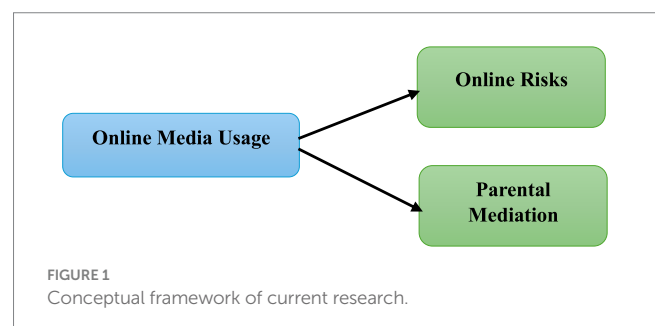 Online Risks
Online Media Usage
Parental
Mediation
FIGURE 1
Conceptual framework of current research.